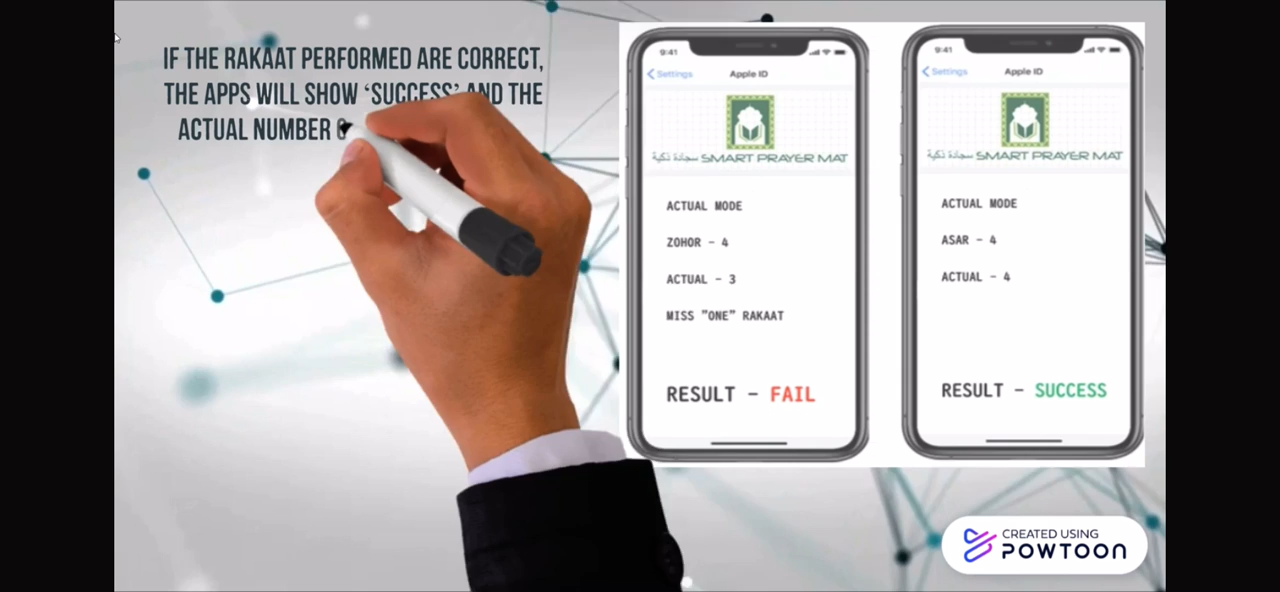 IF THE RAKAAT PERFORMED ARE CORRECT,
THE APPS WILL SHOW ‘SUCCESS’ AND THE
ACTUAL NUMBER
9:41
Settings
Apple ID
سجادة ذكية SMART PRAYER MAT
ACTUAL MODE
ZOHOR - 4
ACTUAL - 3
MISS "ONE" RAKAAT
RESULT - FAIL
9:41
Settings
Apple ID
سجادة ذكية SMART PRAYER MAT
ACTUAL MODE
ASAR - 4
ACTUAL - 4
RESULT - SUCCESS
CREATED USING
POWTOON